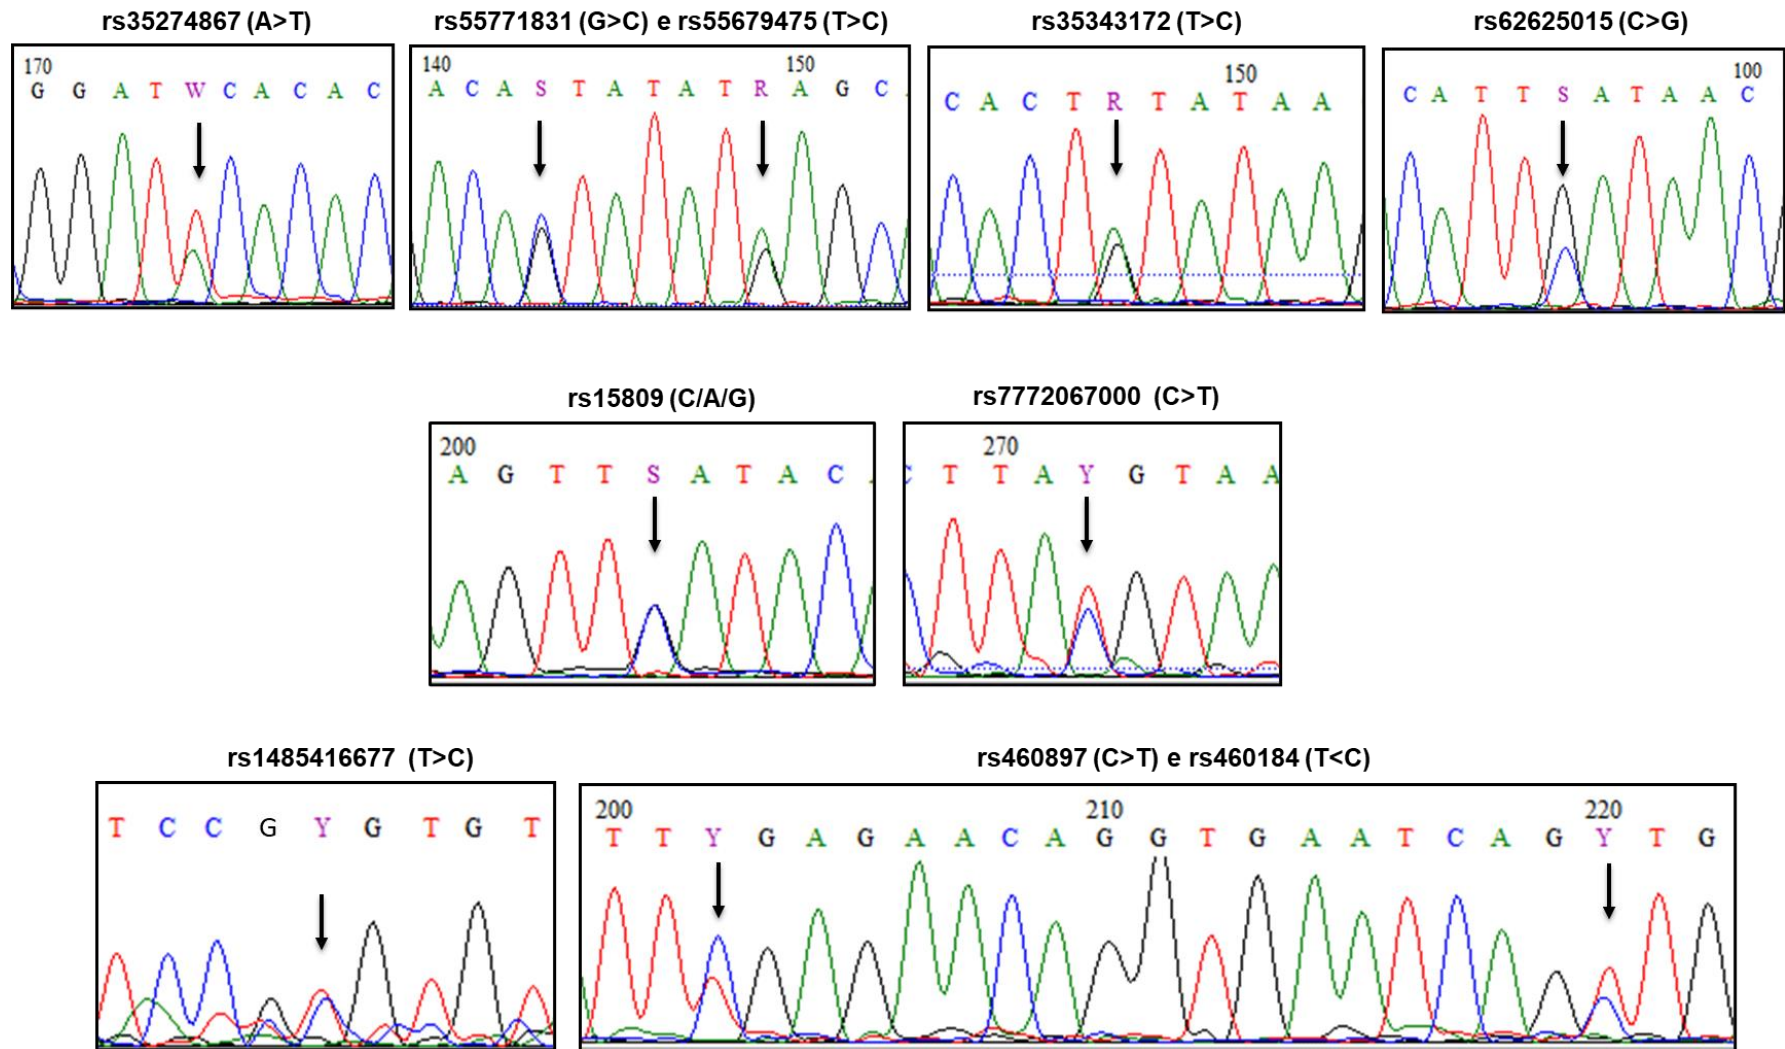 rs35274867 (A>T)
170
G G A T W C A C A C
rs55771831 (G>C) e rs55679475 (T>C)
140 150
A C A S T A T A T R A G C
rs35343172 (T>C)
150
C A C T R T A T A A
rs62625015 (C>G)
100
C A T T S A T A A C
rs15809 (C/A/G)
200
A G T T S A T A C
rs7772067000 (C>T)
270
C T T A Y G T A A
rs1485416677 (T>C)
T C C G Y G T G T
rs460897 (C>T) e rs460184 (T<C)
200 210 220
T T Y G A G A A C A G G T G A A T C A G Y T G